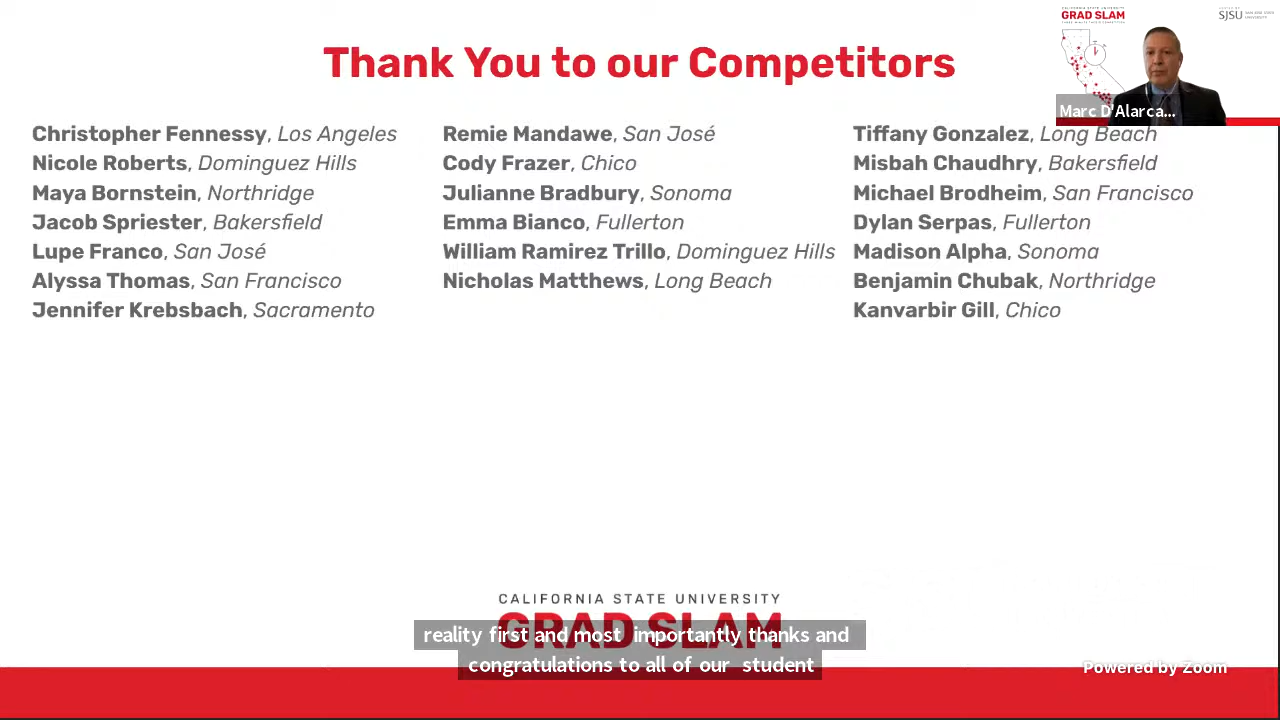 CALIFORNIA STATE UNIVERSITY
GRAD SLAM
SJSU
Marc D'Alarca...
Thank You to our Competitors
Christopher Fennessy, Los Angeles
Nicole Roberts, Dominguez Hills
Maya Bornstein, Northridge
Jacob Spriester, Bakersfield
Lupe Franco, San José
Alyssa Thomas, San Francisco
Jennifer Krebsbach, Sacramento
Remie Mandawe, San José
Cody Frazer, Chico
Julianne Bradbury, Sonoma
Emma Bianco, Fullerton
William Ramirez Trillo, Dominguez Hills
Nicholas Matthews, Long Beach
Tiffany Gonzalez, Long Beach
Misbah Chaudhry, Bakersfield
Michael Brodheim, San Francisco
Dylan Serpas, Fullerton
Madison Alpha, Sonoma
Benjamin Chubak, Northridge
Kanvarbir Gill, Chico
CALIFORNIA STATE UNIVERSITY
GRAD SLAM
reality first and most importantly thanks and
congratulations to all of our student
Powered by Zoom